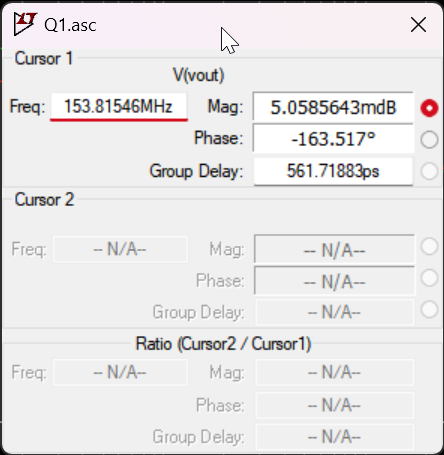 Q1.asc
Cursor 1
V(vout)
Freq: 153.81546MHz Mag: 5.0585643mdB
Phase: -163.517°
Group Delay: 561.71883ps
Cursor 2
Freq: -- N/A-- Mag: -- N/A--
Phase: -- N/A--
Group Delay: -- N/A--
Ratio (Cursor2 / Cursor1)
Freq: -- N/A-- Mag: -- N/A--
Phase: -- N/A--
Group Delay: -- N/A--